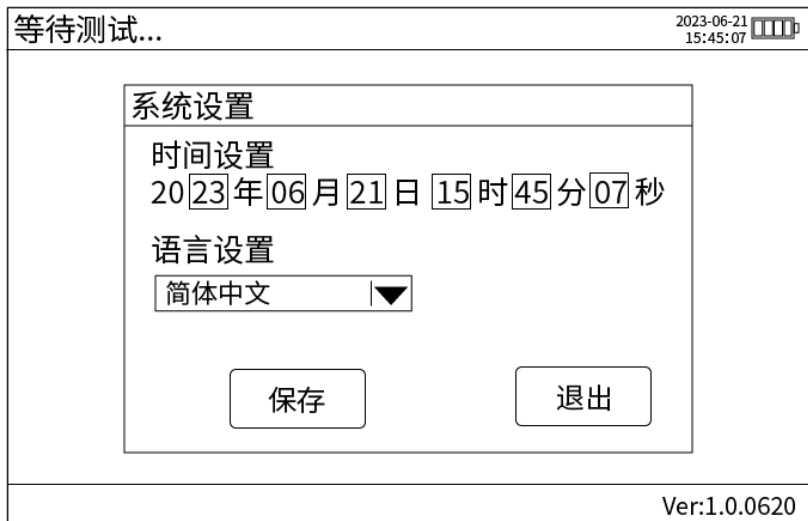 等待测试...
2023-06-21
15:45:07
系统设置
时间设置
2023年06月21日 15时45分07秒
语言设置
简体中文
保存 退出
Ver:1.0.0620